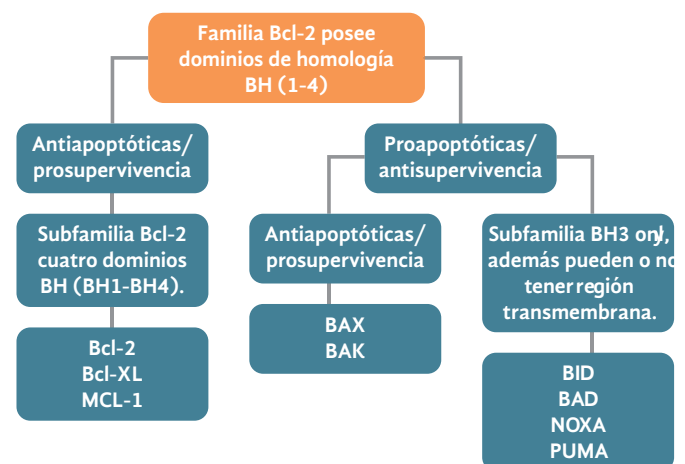 Familia Bcl-2 posee
dominios de homología
BH (1-4)
Antiapoptóticas/
prosupervivencia
Proapoptóticas/
antisupervivencia
Subfamilia Bcl-2
cuatro dominios
BH (BH1-BH4).
Antiapoptóticas/
prosupervivencia
Subfamilia BH3 only,
además pueden o no
tener región
transmembrana.
Bcl-2
Bcl-XL
MCL-1
BAX
BAK
BID
BAD
NOXA
PUMA